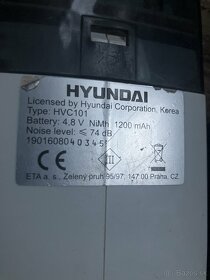 HYUNDAI
Licensed by Hyundai Corporation, Korea
Type: HVC101
Battery: 4.8 V NiMh 1200 mAh
Noise level: ≤ 74 dB
1901608040345
ETA a. s., Zelený pruh 95/97, 147 00 Praha, CZ